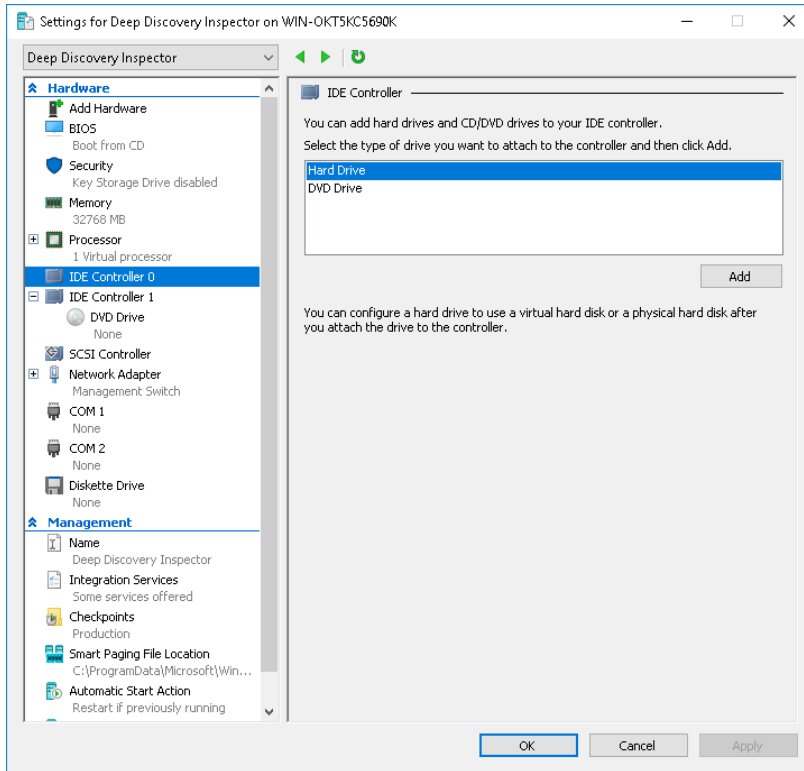 Settings for Deep Discovery Inspector on WIN-OKT5KC5690K
Deep Discovery Inspector
Hardware
Add Hardware
BIOS
Boot from CD
Security
Key Storage Drive disabled
Memory
32768 MB
Processor
1 Virtual processor
IDE Controller 0
IDE Controller 1
DVD Drive
None
SCSI Controller
Network Adapter
Management Switch
COM 1
None
COM 2
None
Diskette Drive
None
Management
Name
Deep Discovery Inspector
Integration Services
Some services offered
Checkpoints
Production
Smart Paging File Location
C:\ProgramData\Microsoft\Win...
Automatic Start Action
Restart if previously running
IDE Controller
You can add hard drives and CD/DVD drives to your IDE controller.
Select the type of drive you want to attach to the controller and then click Add.
Hard Drive
DVD Drive
Add
You can configure a hard drive to use a virtual hard disk or a physical hard disk after
you attach the drive to the controller.
OK
Cancel
Apply